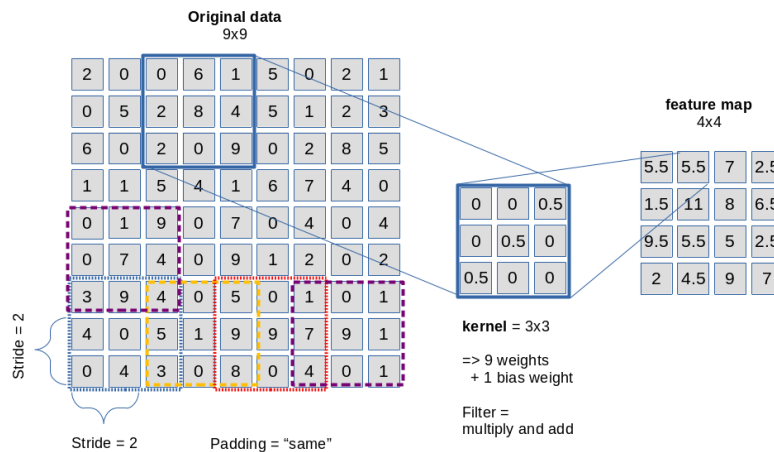 Original data
9x9
2 0 0 6 1 5 0 2 1
0 5 2 8 4 5 1 2 3
6 0 2 0 9 0 2 8 5
1 1 5 4 1 6 7 4 0
0 1 9 0 7 0 4 0 4
0 7 4 0 9 1 2 0 2
3 9 4 0 5 0 1 0 1
4 0 5 1 9 9 7 9 1
0 4 3 0 8 0 4 0 1
Stride = 2
Stride = 2
Padding = “same”
0 0 0.5
0 0.5 0
0.5 0 0
kernel = 3x3
=> 9 weights
+ 1 bias weight
Filter =
multiply and add
feature map
4x4
5.5 5.5 7 2.5
1.5 11 8 6.5
9.5 5.5 5 2.5
2 4.5 9 7